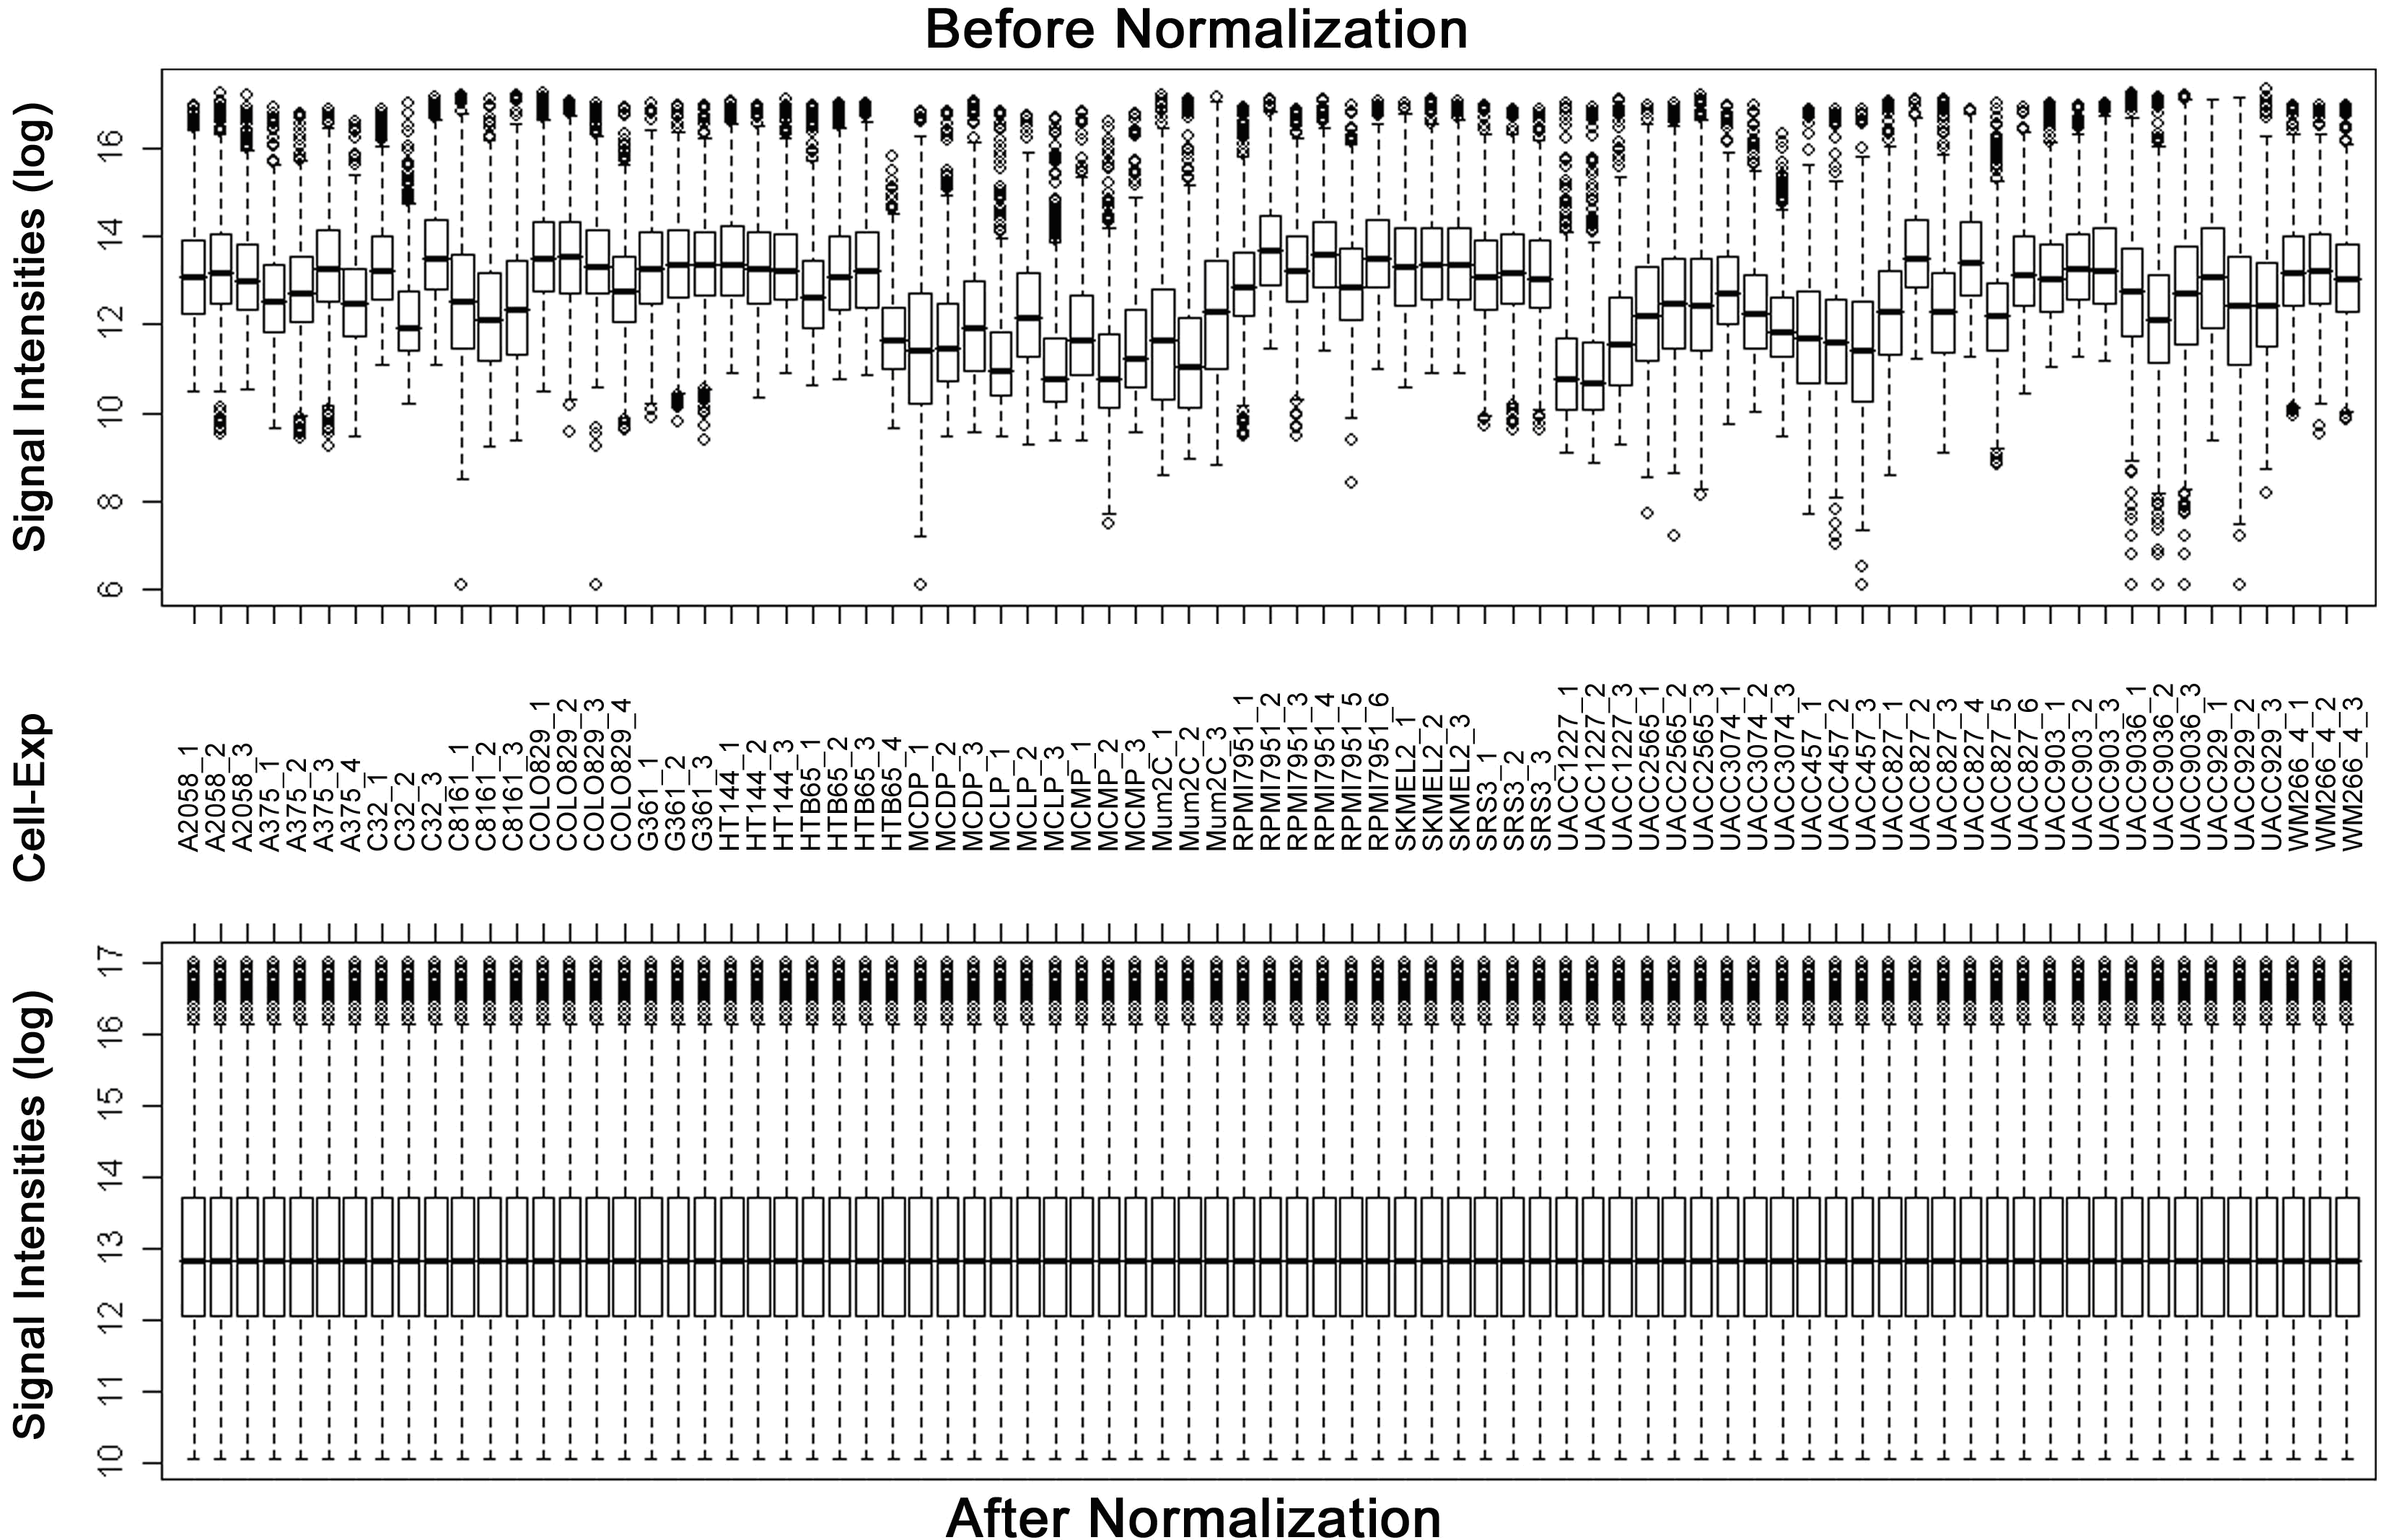 Before Normalization
Signal Intensities (log)
16
14
12
10
8
6
Cell-Exp
A2058_1
A2058_2
A2058_3
A375_1
A375_2
A375_3
A375_4
C32_1
C32_2
C32_3
C8161_1
C8161_2
C8161_3
COLO829_1
COLO829_2
COLO829_3
COLO829_4
G361_1
G361_2
G361_3
HT144_1
HT144_2
HT144_3
HTB65_1
HTB65_2
HTB65_3
HTB65_4
MCDP_1
MCDP_2
MCDP_3
MCLP_1
MCLP_2
MCLP_3
MCMP_1
MCMP_2
MCMP_3
Mum2C_1
Mum2C_2
Mum2C_3
RPMI7951_1
RPMI7951_2
RPMI7951_3
RPMI7951_4
RPMI7951_5
RPMI7951_6
SKMEL2_1
SKMEL2_2
SKMEL2_3
SRS3_1
SRS3_2
SRS3_3
UACC1227_1
UACC1227_2
UACC1227_3
UACC2565_1
UACC2565_2
UACC2565_3
UACC3074_1
UACC3074_2
UACC3074_3
UACC457_1
UACC457_2
UACC457_3
UACC827_1
UACC827_2
UACC827_3
UACC827_4
UACC827_5
UACC827_6
UACC903_1
UACC903_2
UACC903_3
UACC9036_1
UACC9036_2
UACC9036_3
UACC929_1
UACC929_2
UACC929_3
WM266_4_1
WM266_4_2
WM266_4_3
Signal Intensities (log)
17
16
15
14
13
12
11
10
After Normalization